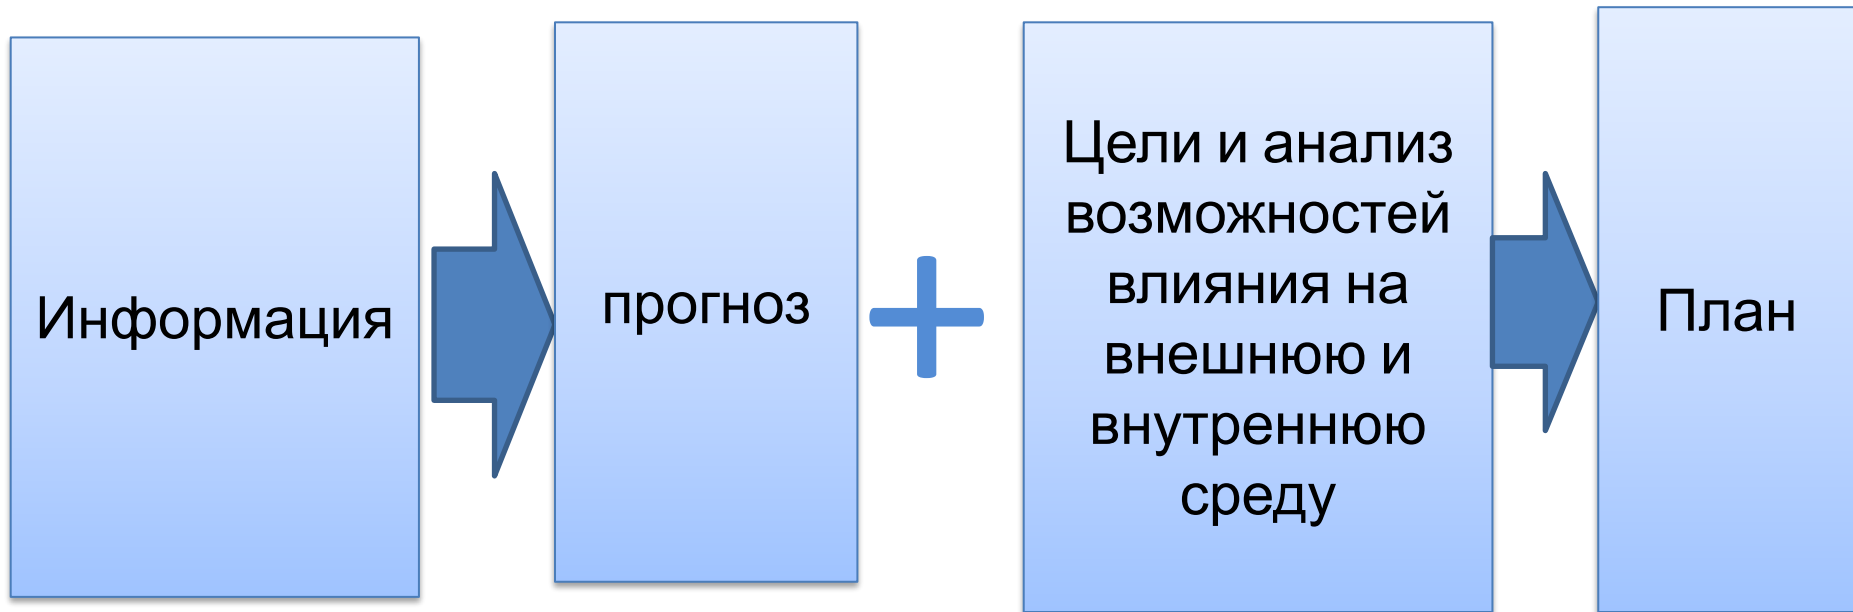 Информация
прогноз
Цели и анализ
возможностей
влияния на
внешнюю и
внутреннюю
среду
План